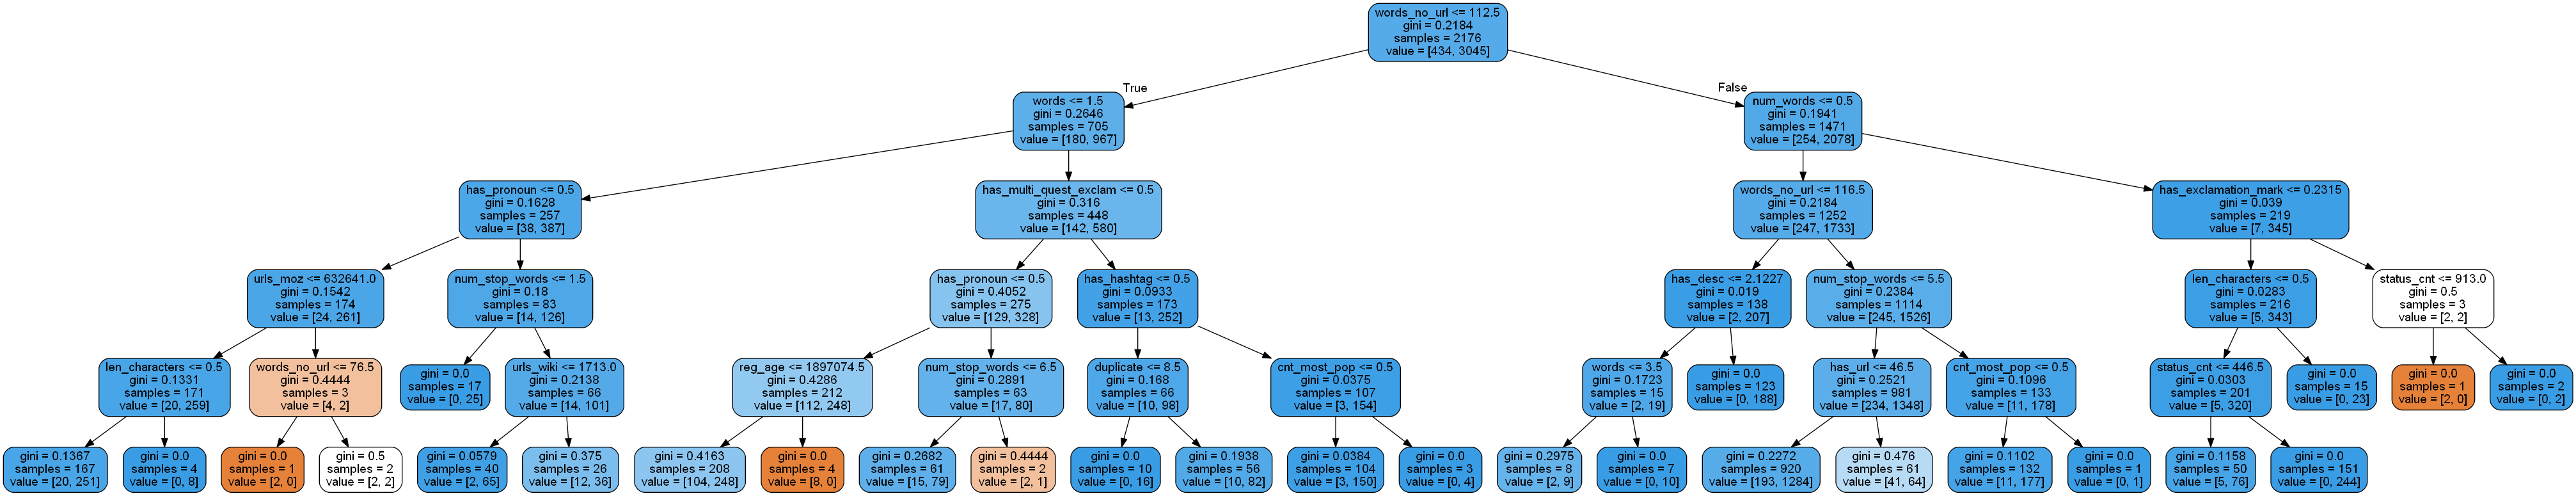 words_no_url <= 112.5
gini = 0.2184
samples = 2176
value = [434, 3045]
True
False
words <= 1.5
gini = 0.2646
samples = 705
value = [180, 967]
num_words <= 0.5
gini = 0.1941
samples = 1471
value = [254, 2078]
has_pronoun <= 0.5
gini = 0.1628
samples = 257
value = [38, 387]
has_multi_quest_exclam <= 0.5
gini = 0.316
samples = 448
value = [142, 580]
words_no_url <= 116.5
gini = 0.2184
samples = 1252
value = [247, 1733]
has_exclamation_mark <= 0.2315
gini = 0.039
samples = 219
value = [7, 345]
urls_moz <= 632641.0
gini = 0.1542
samples = 174
value = [24, 261]
num_stop_words <= 1.5
gini = 0.18
samples = 83
value = [14, 126]
has_pronoun <= 0.5
gini = 0.4052
samples = 275
value = [129, 328]
has_hashtag <= 0.5
gini = 0.0933
samples = 173
value = [13, 252]
has_desc <= 2.1227
gini = 0.019
samples = 138
value = [2, 207]
num_stop_words <= 5.5
gini = 0.2384
samples = 1114
value = [245, 1526]
len_characters <= 0.5
gini = 0.0283
samples = 216
value = [5, 343]
status_cnt <= 913.0
gini = 0.5
samples = 3
value = [2, 2]
len_characters <= 0.5
gini = 0.1331
samples = 171
value = [20, 259]
words_no_url <= 76.5
gini = 0.4444
samples = 3
value = [4, 2]
gini = 0.0
samples = 17
value = [0, 25]
urls_wiki <= 1713.0
gini = 0.2138
samples = 66
value = [14, 101]
reg_age <= 1897074.5
gini = 0.4286
samples = 212
value = [112, 248]
num_stop_words <= 6.5
gini = 0.2891
samples = 63
value = [17, 80]
duplicate <= 8.5
gini = 0.168
samples = 66
value = [10, 98]
cnt_most_pop <= 0.5
gini = 0.0375
samples = 107
value = [3, 154]
words <= 3.5
gini = 0.1723
samples = 15
value = [2, 19]
gini = 0.0
samples = 123
value = [0, 188]
has_url <= 46.5
gini = 0.2521
samples = 981
value = [234, 1348]
cnt_most_pop <= 0.5
gini = 0.1096
samples = 133
value = [11, 178]
status_cnt <= 446.5
gini = 0.0303
samples = 201
value = [5, 320]
gini = 0.0
samples = 15
value = [0, 23]
gini = 0.0
samples = 1
value = [2, 0]
gini = 0.0
samples = 2
value = [0, 2]
gini = 0.1367
samples = 167
value = [20, 251]
gini = 0.0
samples = 4
value = [0, 8]
gini = 0.0
samples = 1
value = [2, 0]
gini = 0.5
samples = 2
value = [2, 2]
gini = 0.0579
samples = 40
value = [2, 65]
gini = 0.375
samples = 26
value = [12, 36]
gini = 0.4163
samples = 208
value = [104, 248]
gini = 0.0
samples = 4
value = [8, 0]
gini = 0.2682
samples = 61
value = [15, 79]
gini = 0.4444
samples = 2
value = [2, 1]
gini = 0.0
samples = 10
value = [0, 16]
gini = 0.1938
samples = 56
value = [10, 82]
gini = 0.0384
samples = 104
value = [3, 150]
gini = 0.0
samples = 3
value = [0, 4]
gini = 0.2975
samples = 8
value = [2, 9]
gini = 0.0
samples = 7
value = [0, 10]
gini = 0.2272
samples = 920
value = [193, 1284]
gini = 0.476
samples = 61
value = [41, 64]
gini = 0.1102
samples = 132
value = [11, 177]
gini = 0.0
samples = 1
value = [0, 1]
gini = 0.1158
samples = 50
value = [5, 76]
gini = 0.0
samples = 151
value = [0, 244]